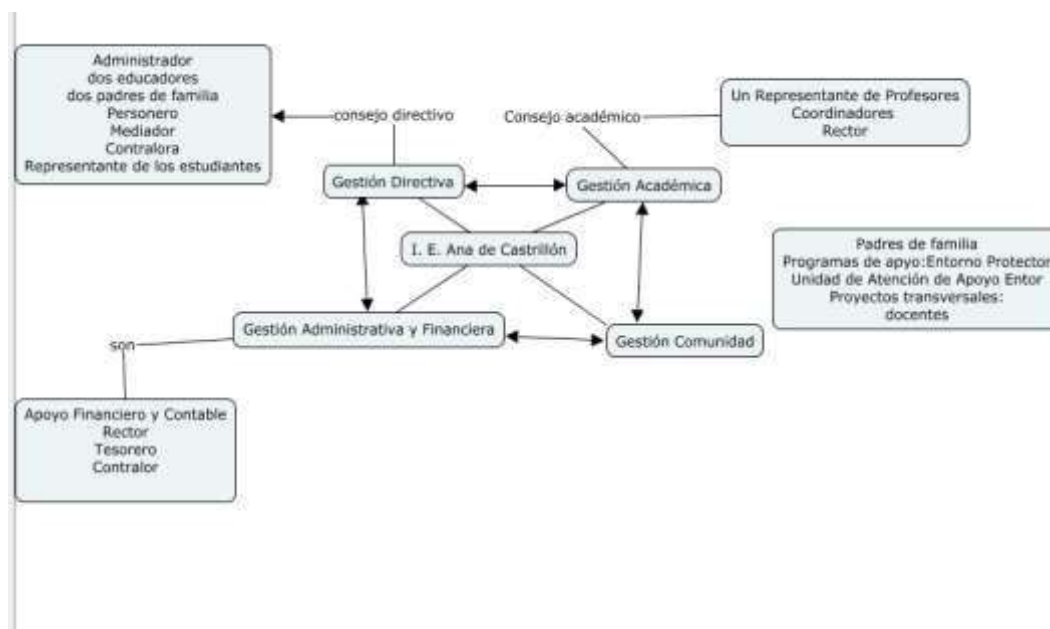 Administrador
dos educadores
dos padres de familia
Personero
Mediador
Contralora
Representante de los estudiantes
consejo directivo
Consejo académico
Un Representante de Profesores
Coordinadores
Rector
Gestión Directiva
Gestión Académica
I. E. Ana de Castrillón
Padres de familia
Programas de apyo:Entorno Protector
Unidad de Atención de Apoyo Entor
Proyectos transversales:
docentes
Gestión Administrativa y Financiera
Gestión Comunidad
son
Apoyo Financiero y Contable
Rector
Tesorero
Contralor